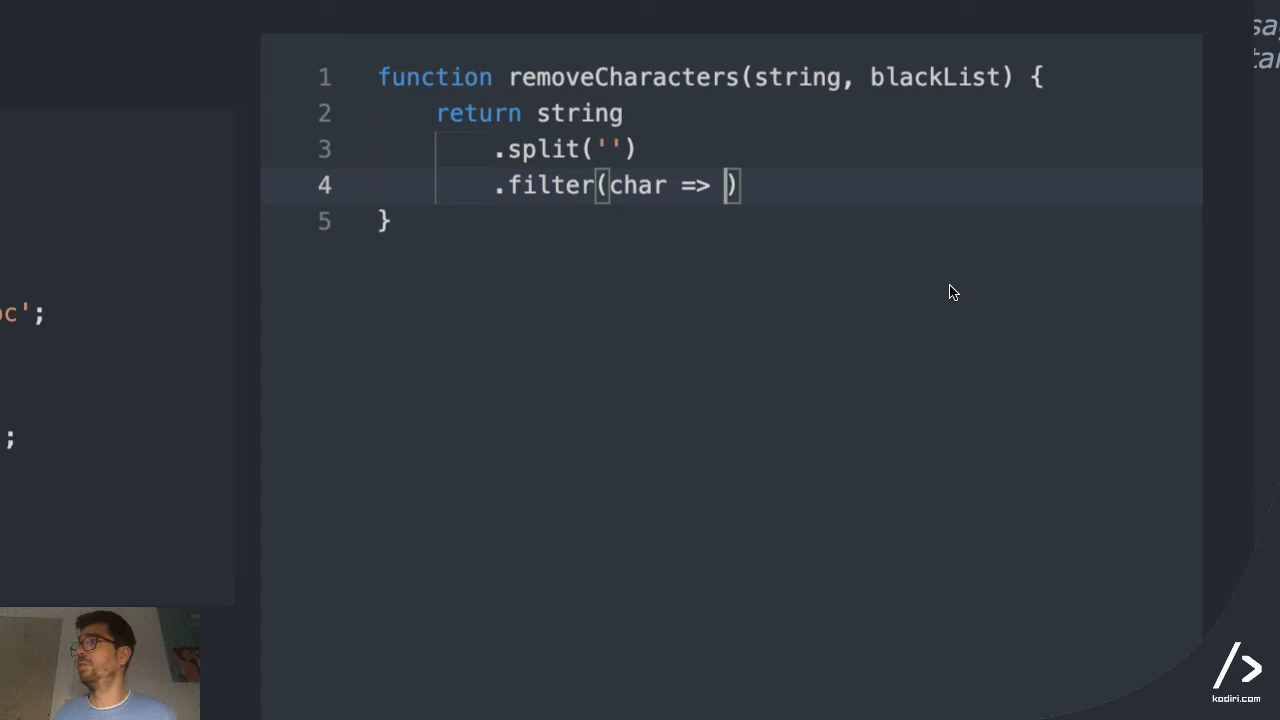 1 function removeCharacters(string, blackList) {
2 return string
3 .split('')
4 .filter(char => )
5 }
c';
;
/>
kodiri.com